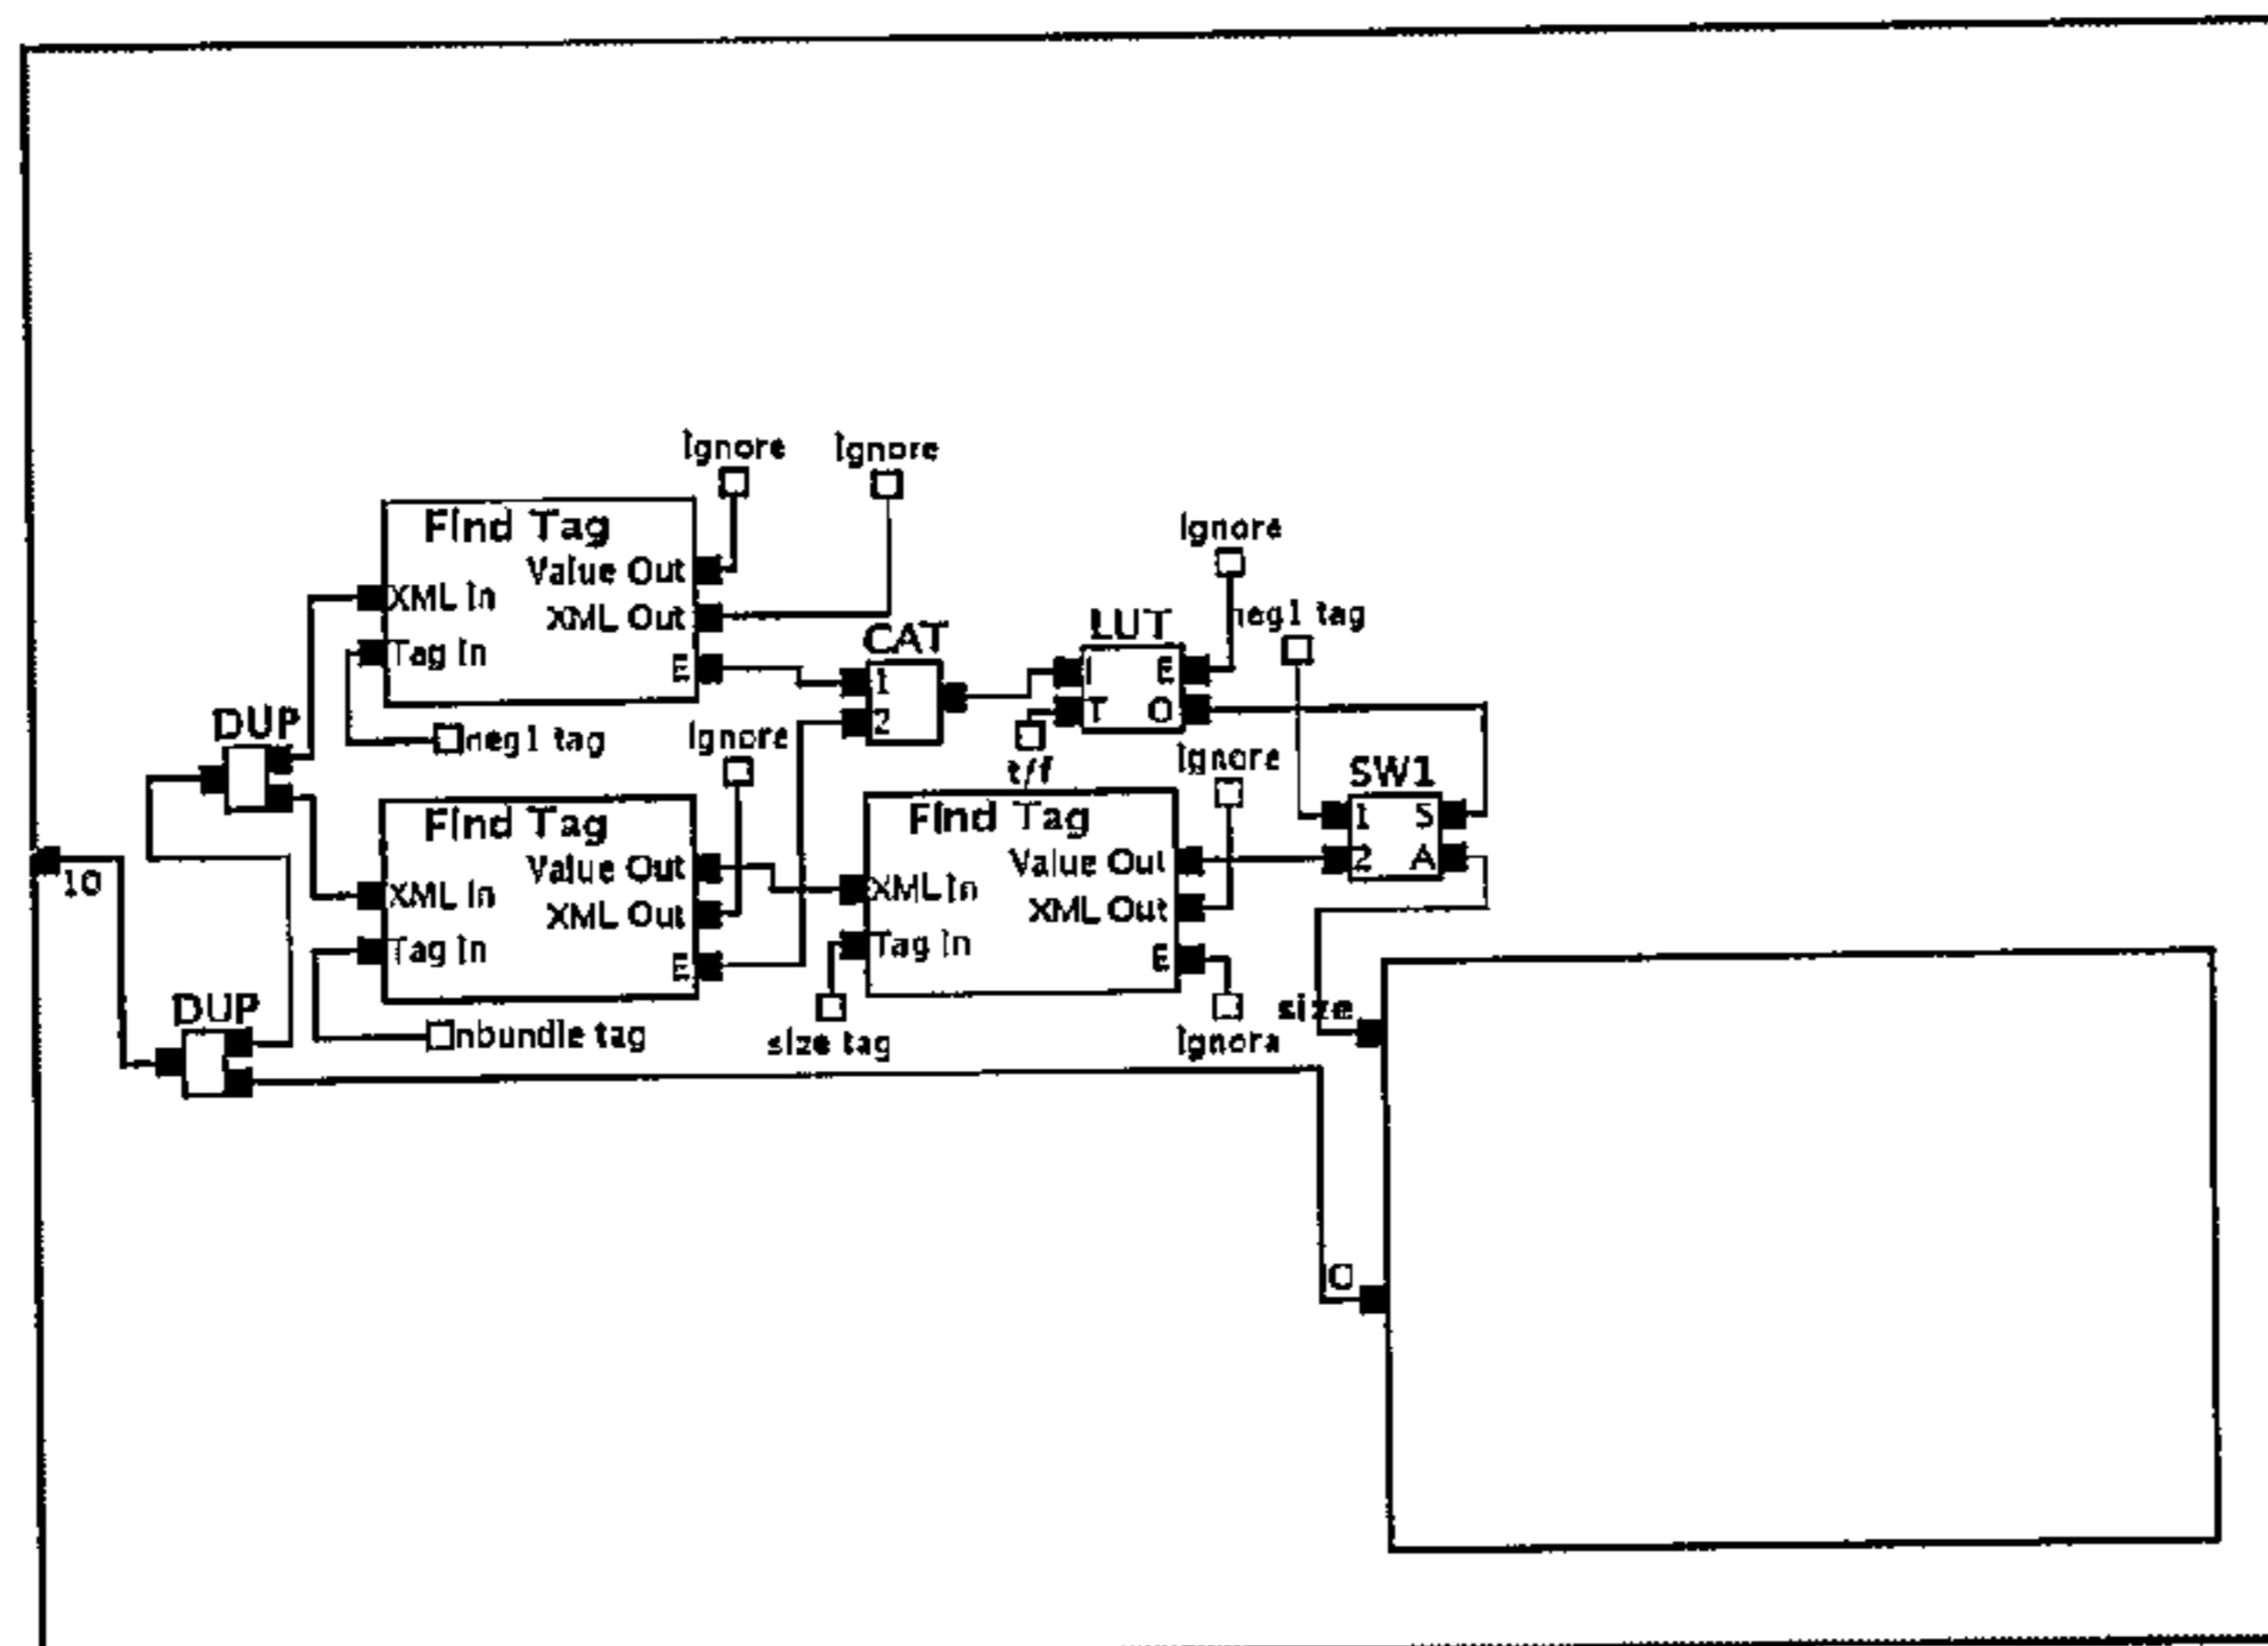 Ignore
Ignore
Find Tag
Value Out
XML In
XML Out
Tag In
E
Ignore
neg1 tag
CAT
1
2
LUT
I
E
T
O
t/f
DUP
neg1 tag
Ignore
Ignore
SW1
1
S
2
A
Find Tag
Value Out
XML In
XML Out
Tag In
E
Find Tag
Value Out
XML In
XML Out
Tag In
E
10
DUP
nbundle tag
size tag
Ignora
size
C